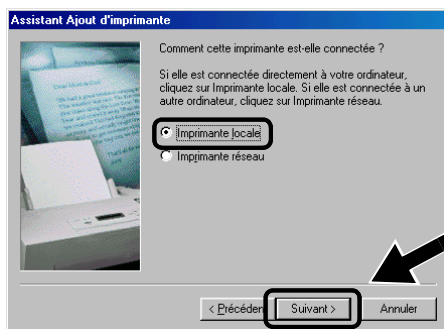 Assistant Ajout d'imprimante
Comment cette imprimante est-elle connectée ?
Si elle est connectée directement à votre ordinateur,
cliquez sur Imprimante locale. Si elle est connectée à un
autre ordinateur, cliquez sur Imprimante réseau.
Imprimante locale
Imprimante réseau
< Précéden
Suivant >
Annuler